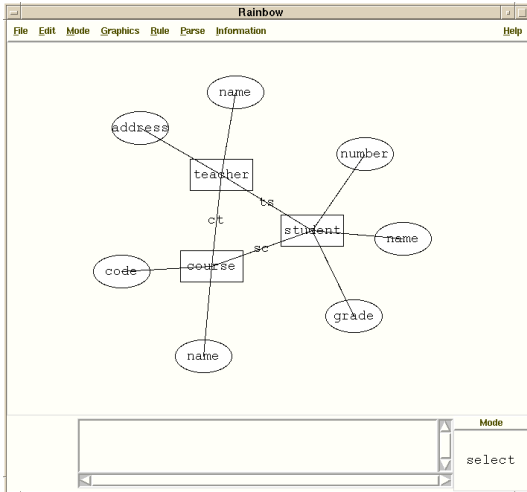 Rainbow
File Edit Mode Graphics Rule Parse Information Help
name
address
number
teacher
ts
ct
student
name
sc
course
code
grade
name
Mode
select